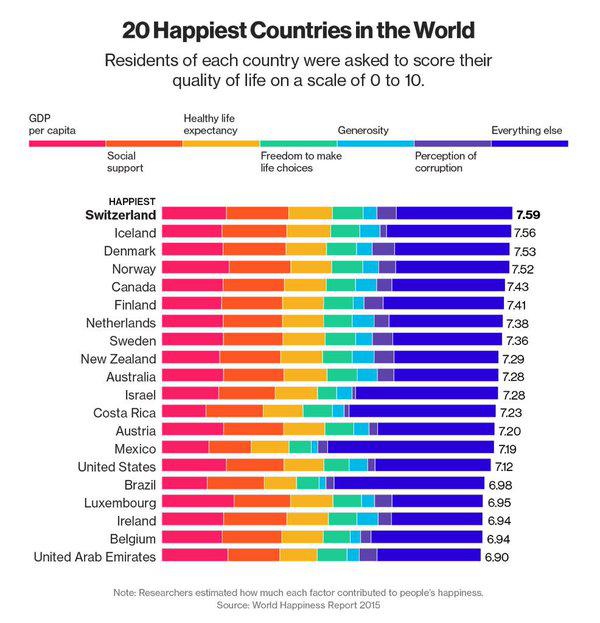 20 Happiest Countries in the World
Residents of each country were asked to score their
quality of life on a scale of 0 to 10.
GDP
per capita
Social
support
Healthy life
expectancy
Freedom to make
life choices
Generosity
Perception of
corruption
Everything else
HAPPIEST
Switzerland 7.59
Iceland 7.56
Denmark 7.53
Norway 7.52
Canada 7.43
Finland 7.41
Netherlands 7.38
Sweden 7.36
New Zealand 7.29
Australia 7.28
Israel 7.28
Costa Rica 7.23
Austria 7.20
Mexico 7.19
United States 7.12
Brazil 6.98
Luxembourg 6.95
Ireland 6.94
Belgium 6.94
United Arab Emirates 6.90
Note: Researchers estimated how much each factor contributed to people's happiness.
Source: World Happiness Report 2015